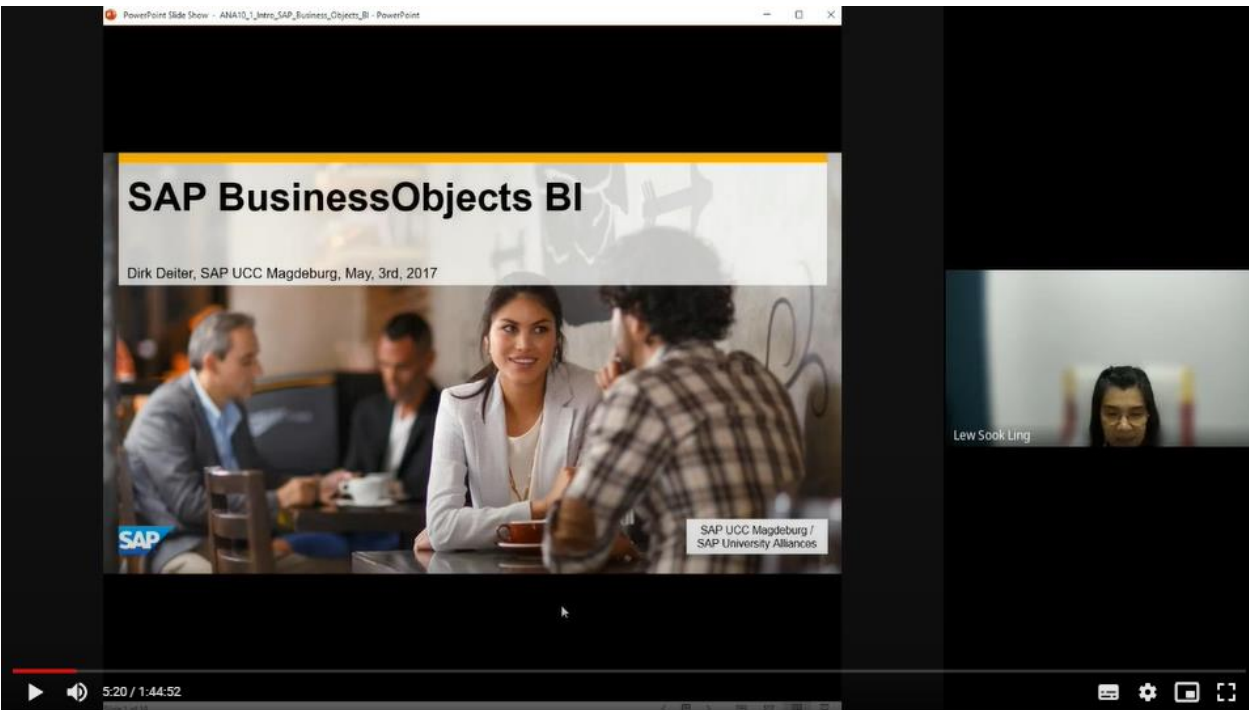 PowerPoint Slide Show - ANA10_1_Intro_SAP_Business_Objects_BI - PowerPoint
SAP BusinessObjects BI
Dirk Deiter, SAP UCC Magdeburg, May, 3rd, 2017
Lew Sook Ling
SAP
SAP UCC Magdeburg /
SAP University Alliances
5:20 / 1:44:52